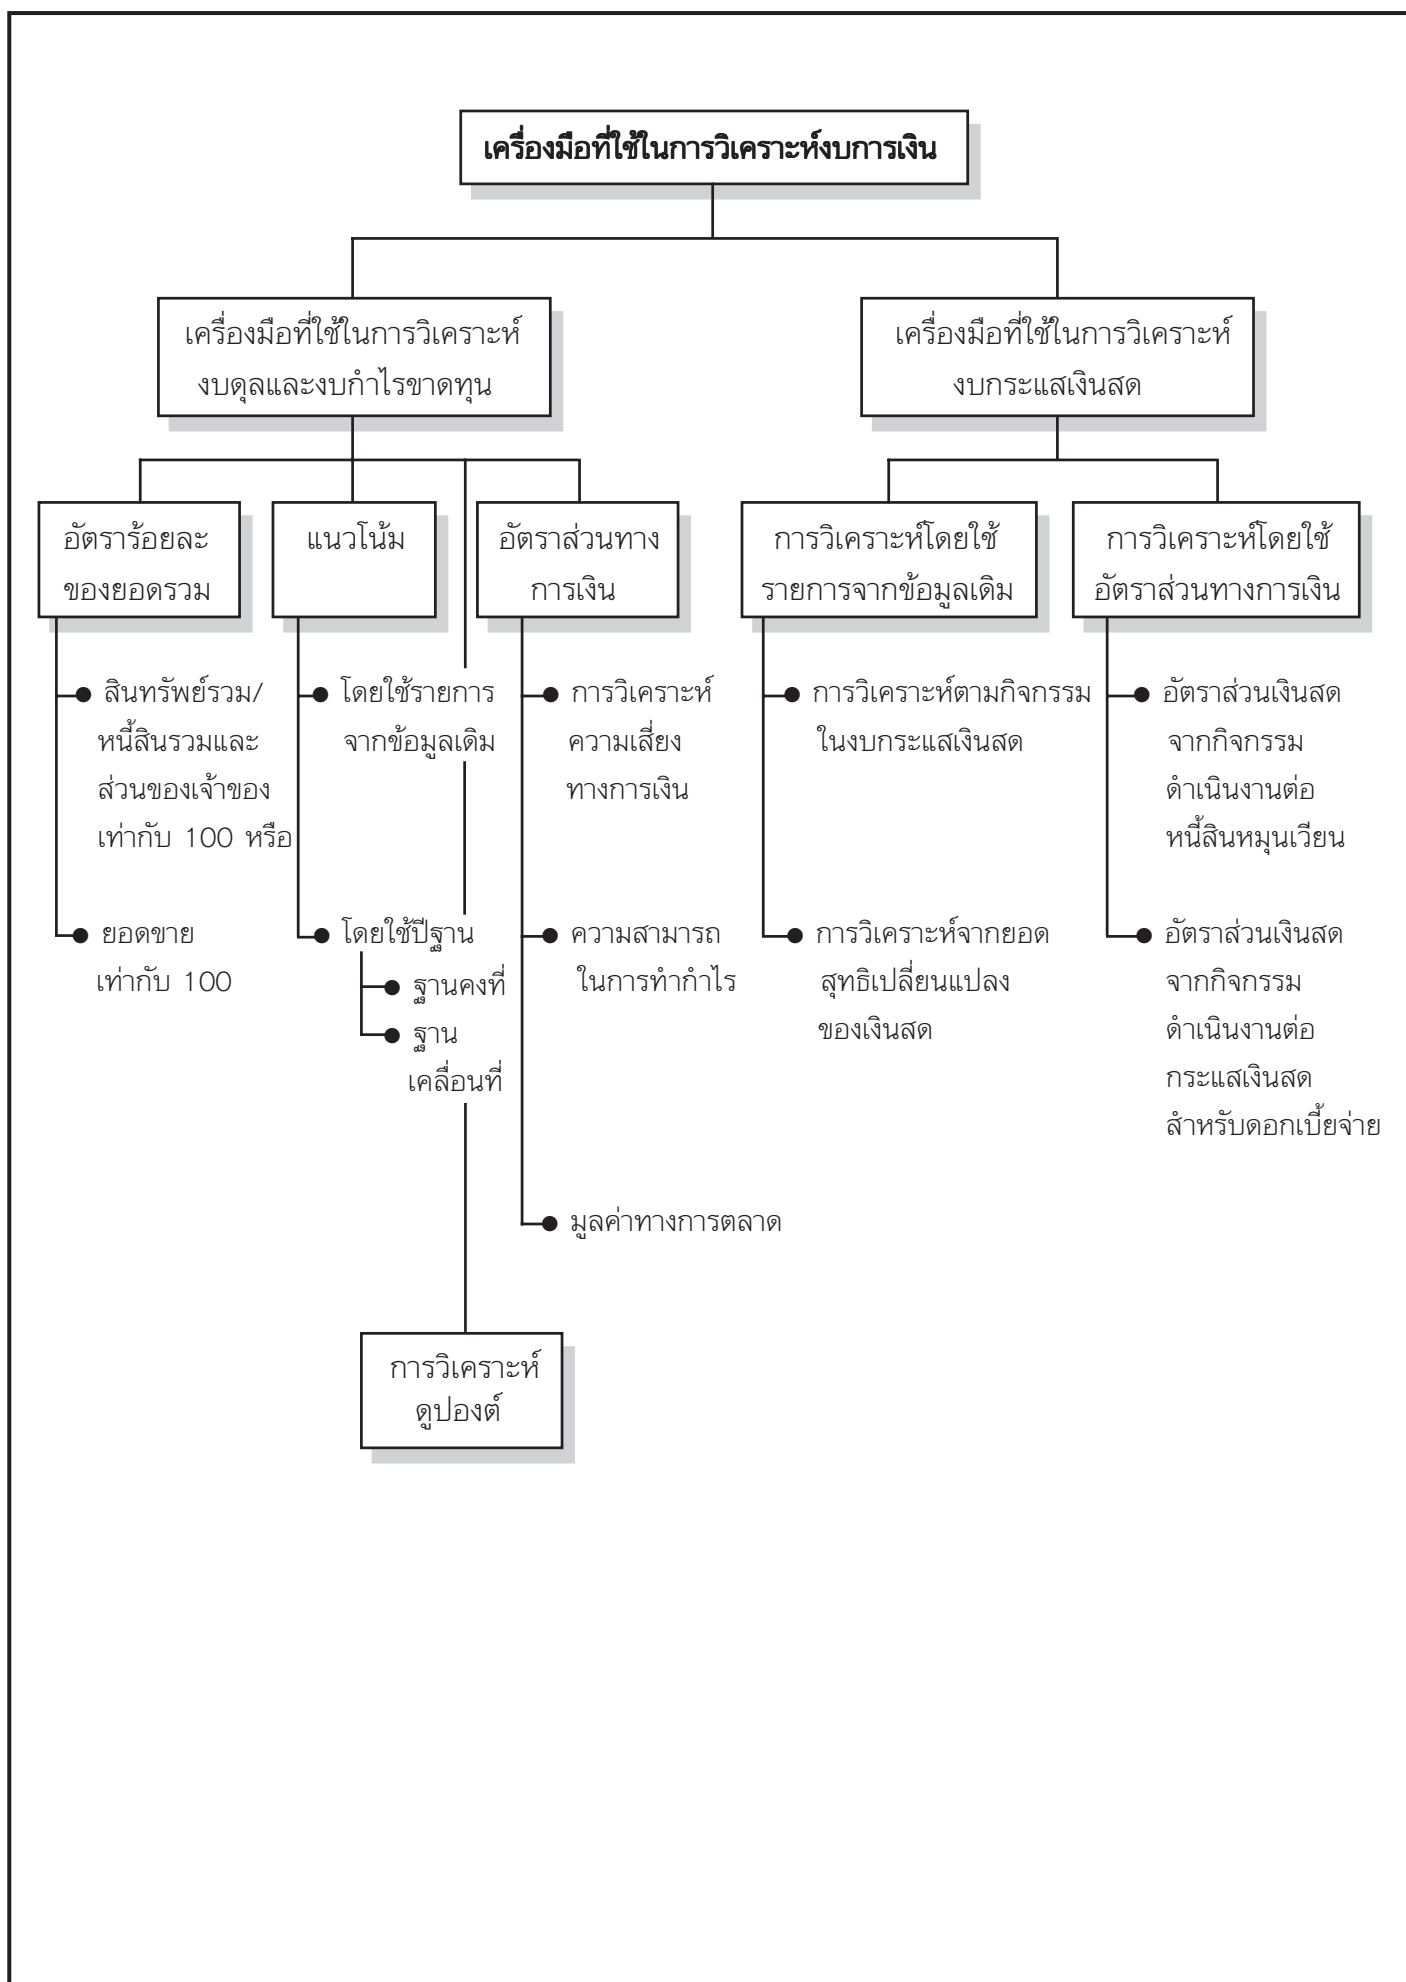 เครื่องมือที่ใช้ในการวิเคราะห์งบการเงิน
เครื่องมือที่ใช้ในการวิเคราะห์
งบดุลและงบกำไรขาดทุน
เครื่องมือที่ใช้ในการวิเคราะห์
งบกระแสเงินสด
อัตราร้อยละ
ของยอดรวม
แนวโน้ม
อัตราส่วนทาง
การเงิน
การวิเคราะห์โดยใช้
รายการจากข้อมูลเดิม
การวิเคราะห์โดยใช้
อัตราส่วนทางการเงิน
สินทรัพย์รวม/
หนี้สินรวมและ
ส่วนของเจ้าของ
เท่ากับ 100 หรือ
ยอดขาย
เท่ากับ 100
โดยใช้รายการ
จากข้อมูลเดิม
โดยใช้ปีฐาน
ฐานคงที่
ฐาน
เคลื่อนที่
การวิเคราะห์
ความเสี่ยง
ทางการเงิน
ความสามารถ
ในการทำกำไร
มูลค่าทางการตลาด
การวิเคราะห์ตามกิจกรรม
ในงบกระแสเงินสด
การวิเคราะห์จากยอด
สุทธิเปลี่ยนแปลง
ของเงินสด
อัตราส่วนเงินสด
จากกิจกรรม
ดำเนินงานต่อ
หนี้สินหมุนเวียน
อัตราส่วนเงินสด
จากกิจกรรม
ดำเนินงานต่อ
กระแสเงินสด
สำหรับดอกเบี้ยจ่าย
การวิเคราะห์
ดูปองต์